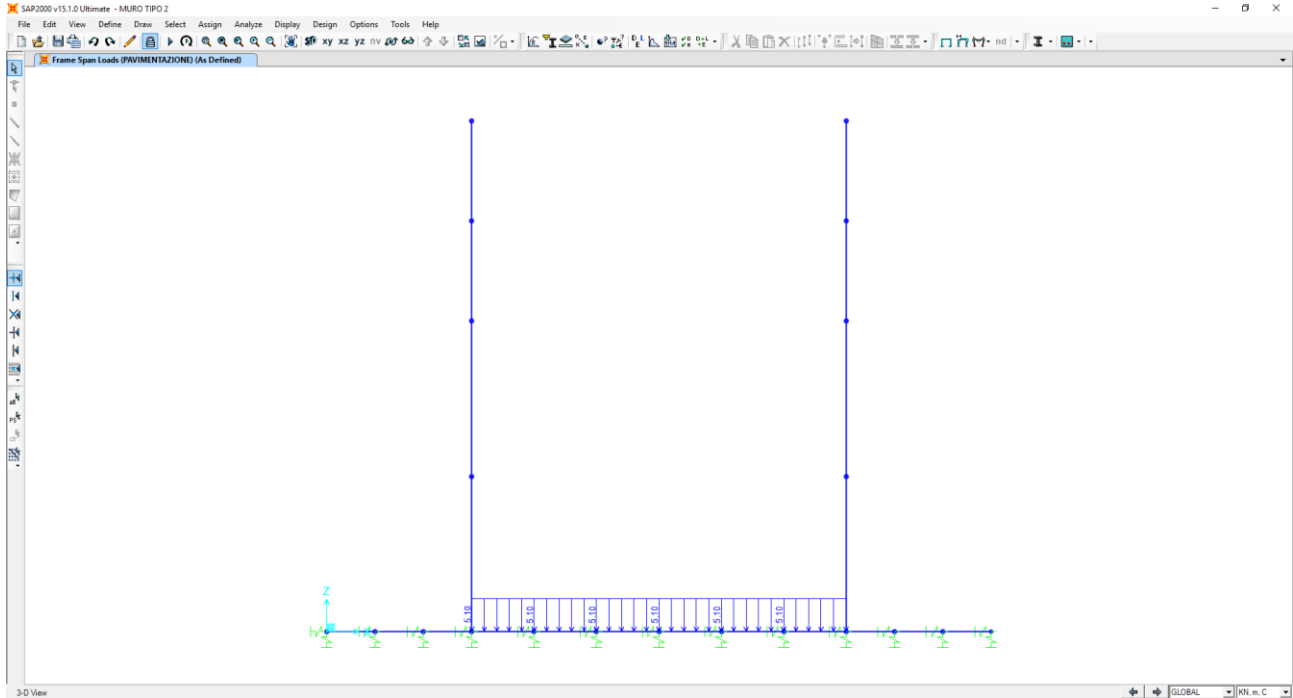 SAP2000 v15.1.0 Ultimate - MURO TIPO 2
File Edit View Define Draw Select Assign Analyze Display Design Options Tools Help
xy xz yz nv nd
Frame Span Loads (PAVIMENTAZIONE) (As Defined)
Z
5.10 5.10 5.10 5.10 5.10 5.10
3-D View
GLOBAL KN, m, C